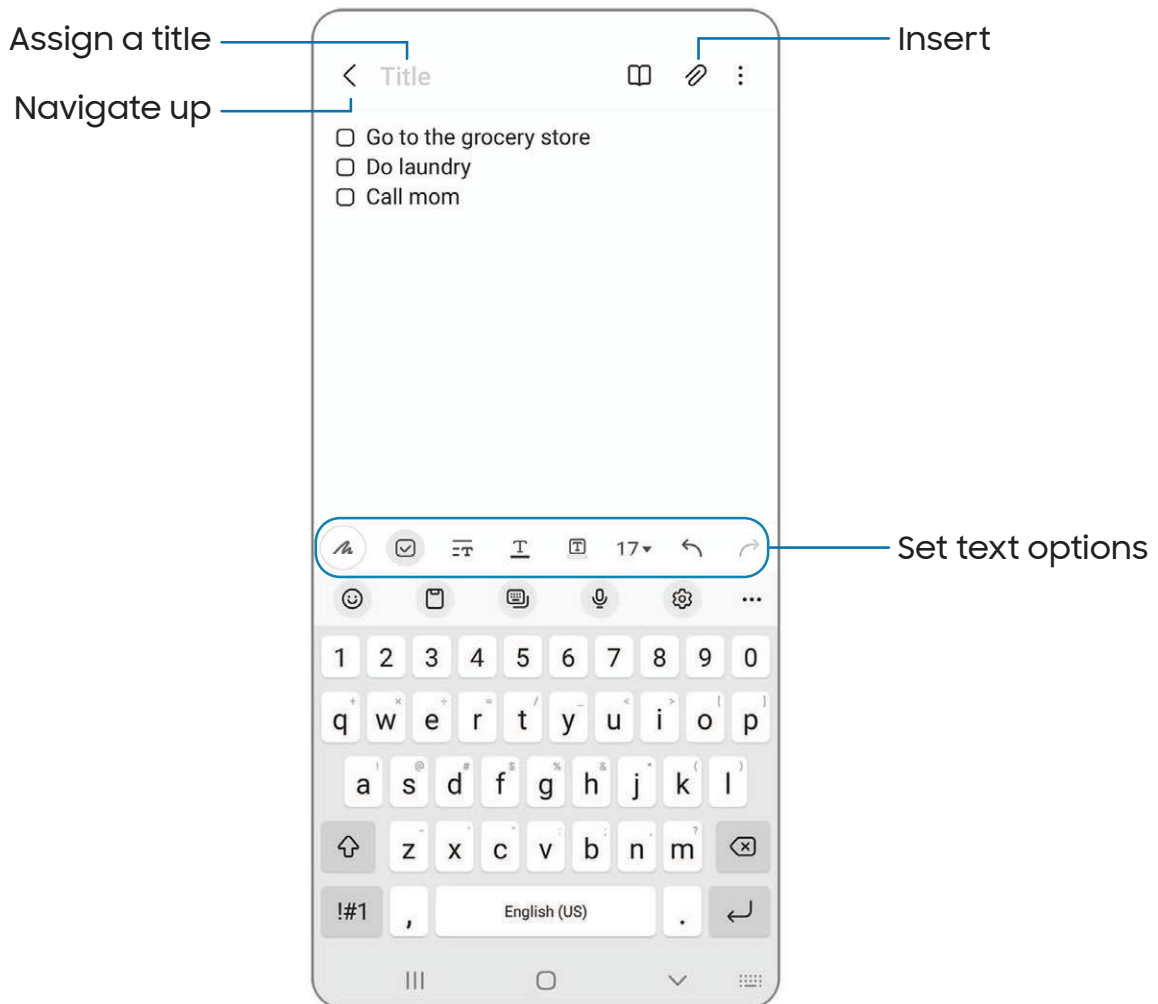 Assign a title
Insert
Title
Navigate up
Go to the grocery store
Do laundry
Call mom
T T T 17
Set text options
1 2 3 4 5 6 7 8 9 0
+ × ÷ = / _ < > [ ]
q w e r t y u i o p
! @ # $ % & * ( )
a s d f g h j k l
- ' " : ; , ?
z x c v b n m
!#1 , English (US) .